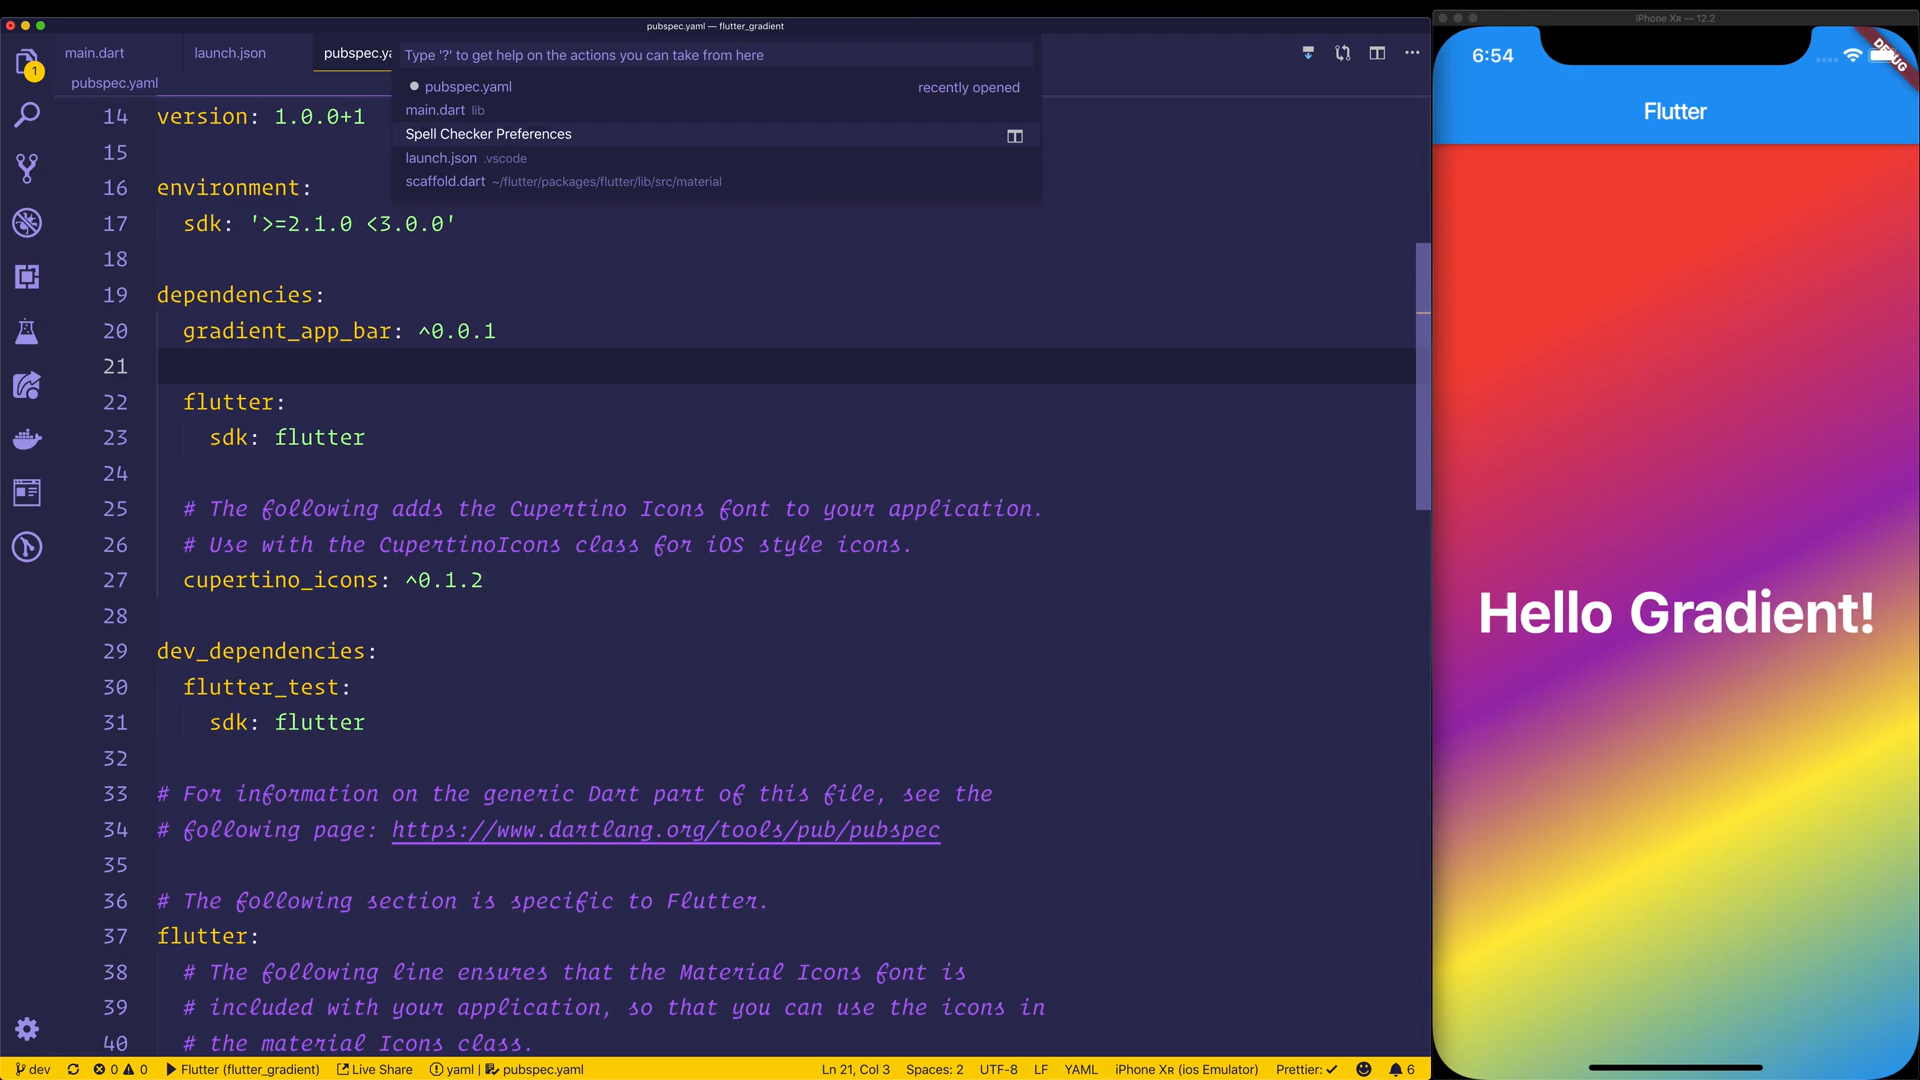 pubspec.yaml — flutter_gradient
iPhone XR — 12.2
main.dart
launch.json
pubspec.ya
Type '?' to get help on the actions you can take from here
pubspec.yaml
pubspec.yaml recently opened
main.dart lib
Spell Checker Preferences
launch.json .vscode
scaffold.dart ~/flutter/packages/flutter/lib/src/material
1
14 version: 1.0.0+1
15
16 environment:
17 sdk: '>=2.1.0 <3.0.0'
18
19 dependencies:
20 gradient_app_bar: ^0.0.1
21
22 flutter:
23 sdk: flutter
24
25 # The following adds the Cupertino Icons font to your application.
26 # Use with the CupertinoIcons class for iOS style icons.
27 cupertino_icons: ^0.1.2
28
29 dev_dependencies:
30 flutter_test:
31 sdk: flutter
32
33 # For information on the generic Dart part of this file, see the
34 # following page: https://www.dartlang.org/tools/pub/pubspec
35
36 # The following section is specific to Flutter.
37 flutter:
38 # The following line ensures that the Material Icons font is
39 # included with your application, so that you can use the icons in
40 # the material Icons class.
dev 0 0 Flutter (flutter_gradient) Live Share yaml | pubspec.yaml Ln 21, Col 3 Spaces: 2 UTF-8 LF YAML iPhone XR (ios Emulator) Prettier: ✓ 6
6:54
DEBUG
Flutter
Hello Gradient!